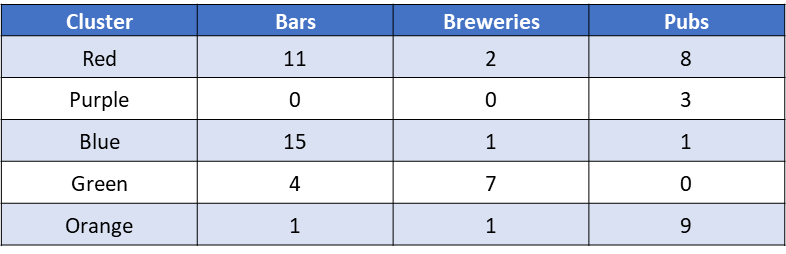 Cluster Bars Breweries Pubs
Red 11 2 8
Purple 0 0 3
Blue 15 1 1
Green 4 7 0
Orange 1 1 9